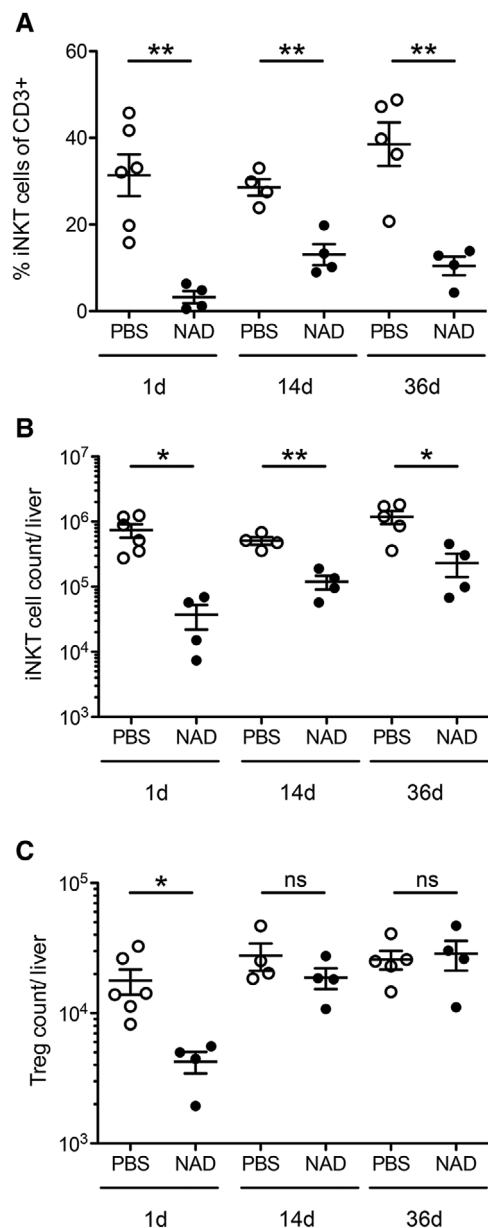 A
% iNKT cells of CD3+
60
40
20
0
** ** **
PBS NAD PBS NAD PBS NAD
1d 14d 36d
B
iNKT cell count/ liver
10⁷
10⁶
10⁵
10⁴
10³
* ** *
PBS NAD PBS NAD PBS NAD
1d 14d 36d
C
Treg count/ liver
10⁵
10⁴
10³
* ns ns
PBS NAD PBS NAD PBS NAD
1d 14d 36d